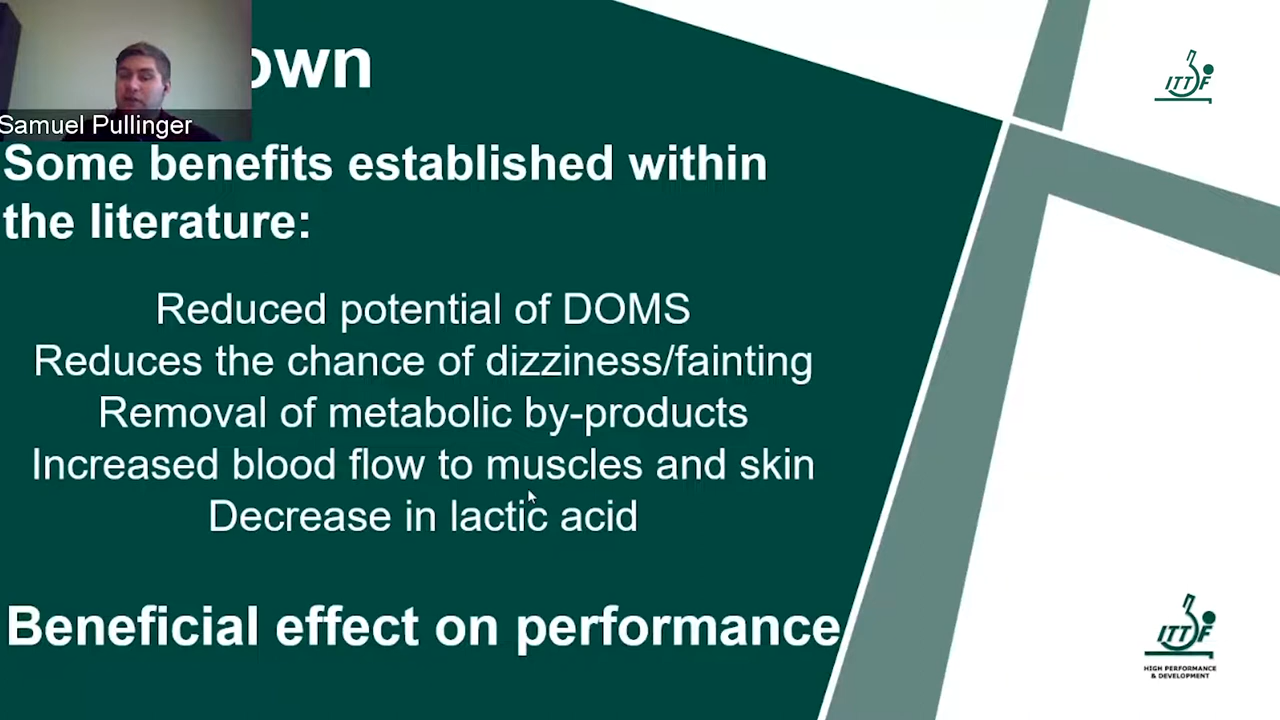 own
Samuel Pullinger
Some benefits established within
the literature:
Reduced potential of DOMS
Reduces the chance of dizziness/fainting
Removal of metabolic by-products
Increased blood flow to muscles and skin
Decrease in lactic acid
Beneficial effect on performance
ITTF
ITTF
HIGH PERFORMANCE
& DEVELOPMENT